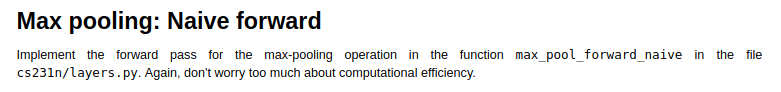 Max pooling: Naive forward
Implement the forward pass for the max-pooling operation in the function max_pool_forward_naive in the file
cs231n/layers.py. Again, don't worry too much about computational efficiency.